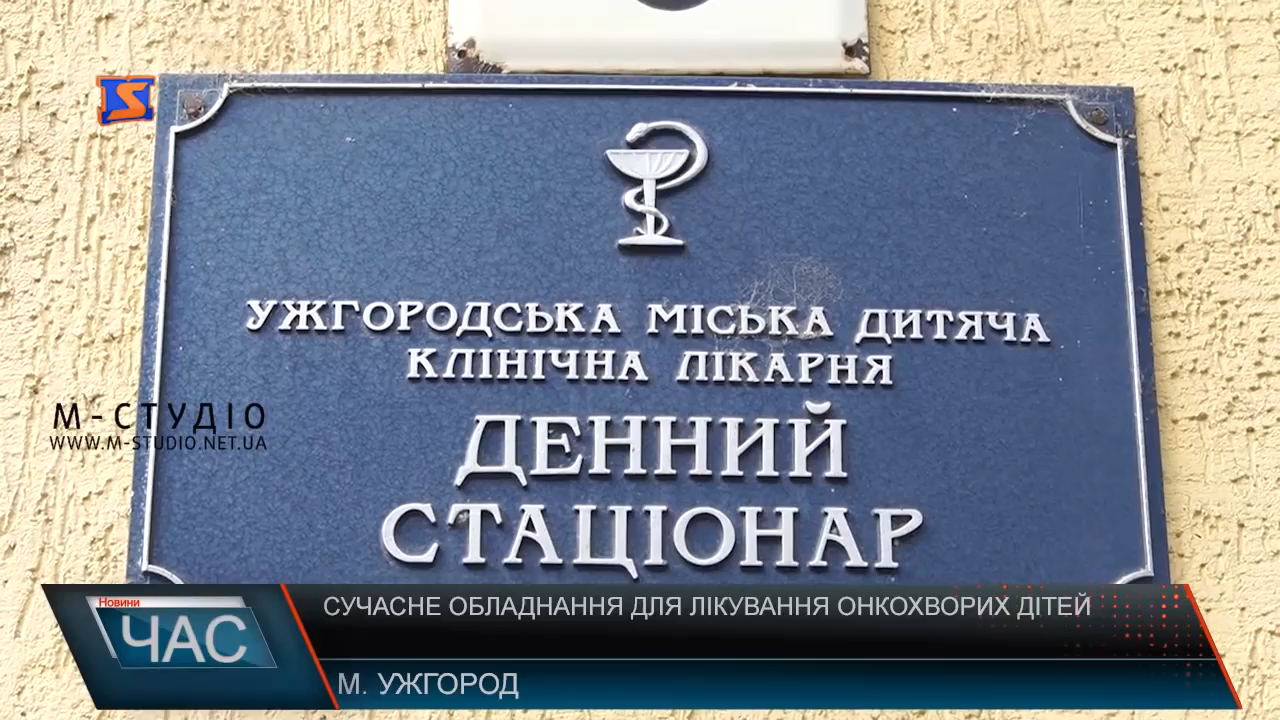 УЖГОРОДСЬКА МІСЬКА ДИТЯЧА
КЛІНІЧНА ЛІКАРНЯ
ДЕННИЙ
СТАЦІОНАР
М-СТУДІО
WWW.M-STUDIO.NET.UA
Новини
ЧАС
СУЧАСНЕ ОБЛАДНАННЯ ДЛЯ ЛІКУВАННЯ ОНКОХВОРИХ ДІТЕЙ
М. УЖГОРОД